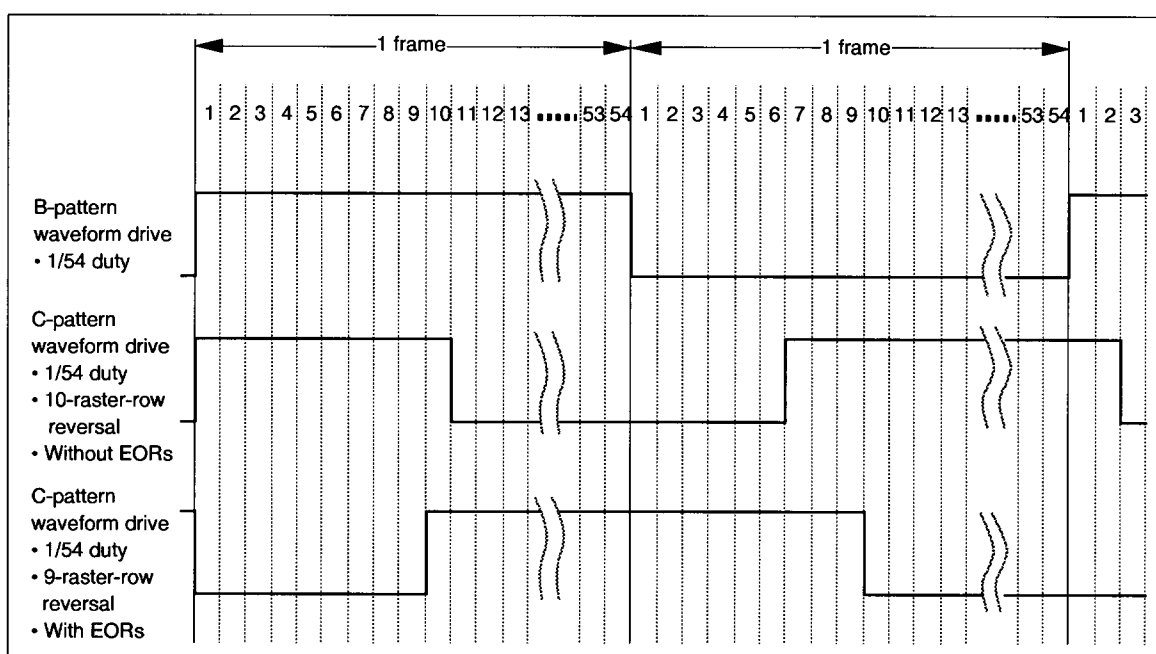 1 frame 1 frame
1 2 3 4 5 6 7 8 9 10 11 12 13 ····· 53 54 1 2 3 4 5 6 7 8 9 10 11 12 13 ····· 53 54 1 2 3
B-pattern
waveform drive
• 1/54 duty
C-pattern
waveform drive
• 1/54 duty
• 10-raster-row
reversal
• Without EORs
C-pattern
waveform drive
• 1/54 duty
• 9-raster-row
reversal
• With EORs